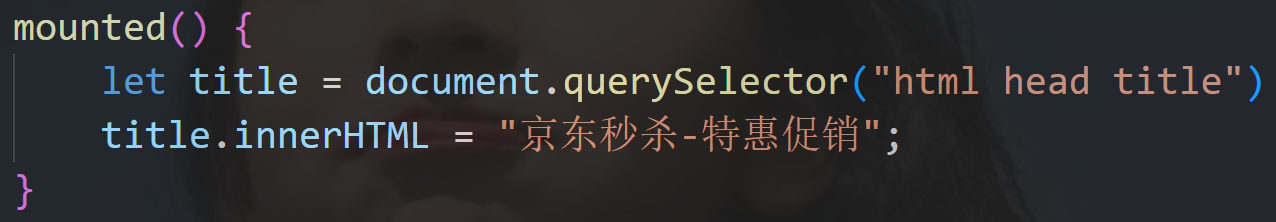 mounted() {
    let title = document.querySelector("html head title")
    title.innerHTML = "京东秒杀-特惠促销";
}